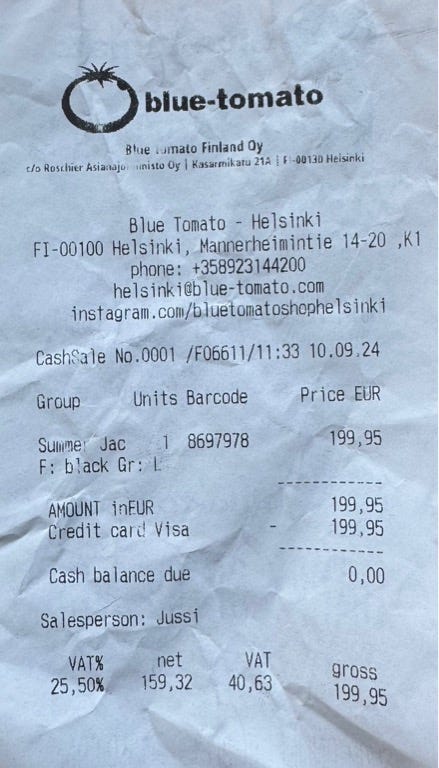 blue-tomato
Blue Tomato Finland Oy
c/o Roschier Asianajotoimisto Oy | Kasarmikatu 21A | FI-00130 Helsinki
Blue Tomato - Helsinki
FI-00100 Helsinki, Mannerheimintie 14-20 ,K1
phone: +358923144200
helsinki@blue-tomato.com
instagram.com/bluetomatoshophelsinki
CashSale No.0001 /F06611/11:33 10.09.24
Group Units Barcode Price EUR
Summer Jac 1 8697978 199,95
F: black Gr: L
AMOUNT inEUR 199,95
Credit card Visa - 199,95
Cash balance due 0,00
Salesperson: Jussi
VAT% net VAT gross
25,50% 159,32 40,63 199,95